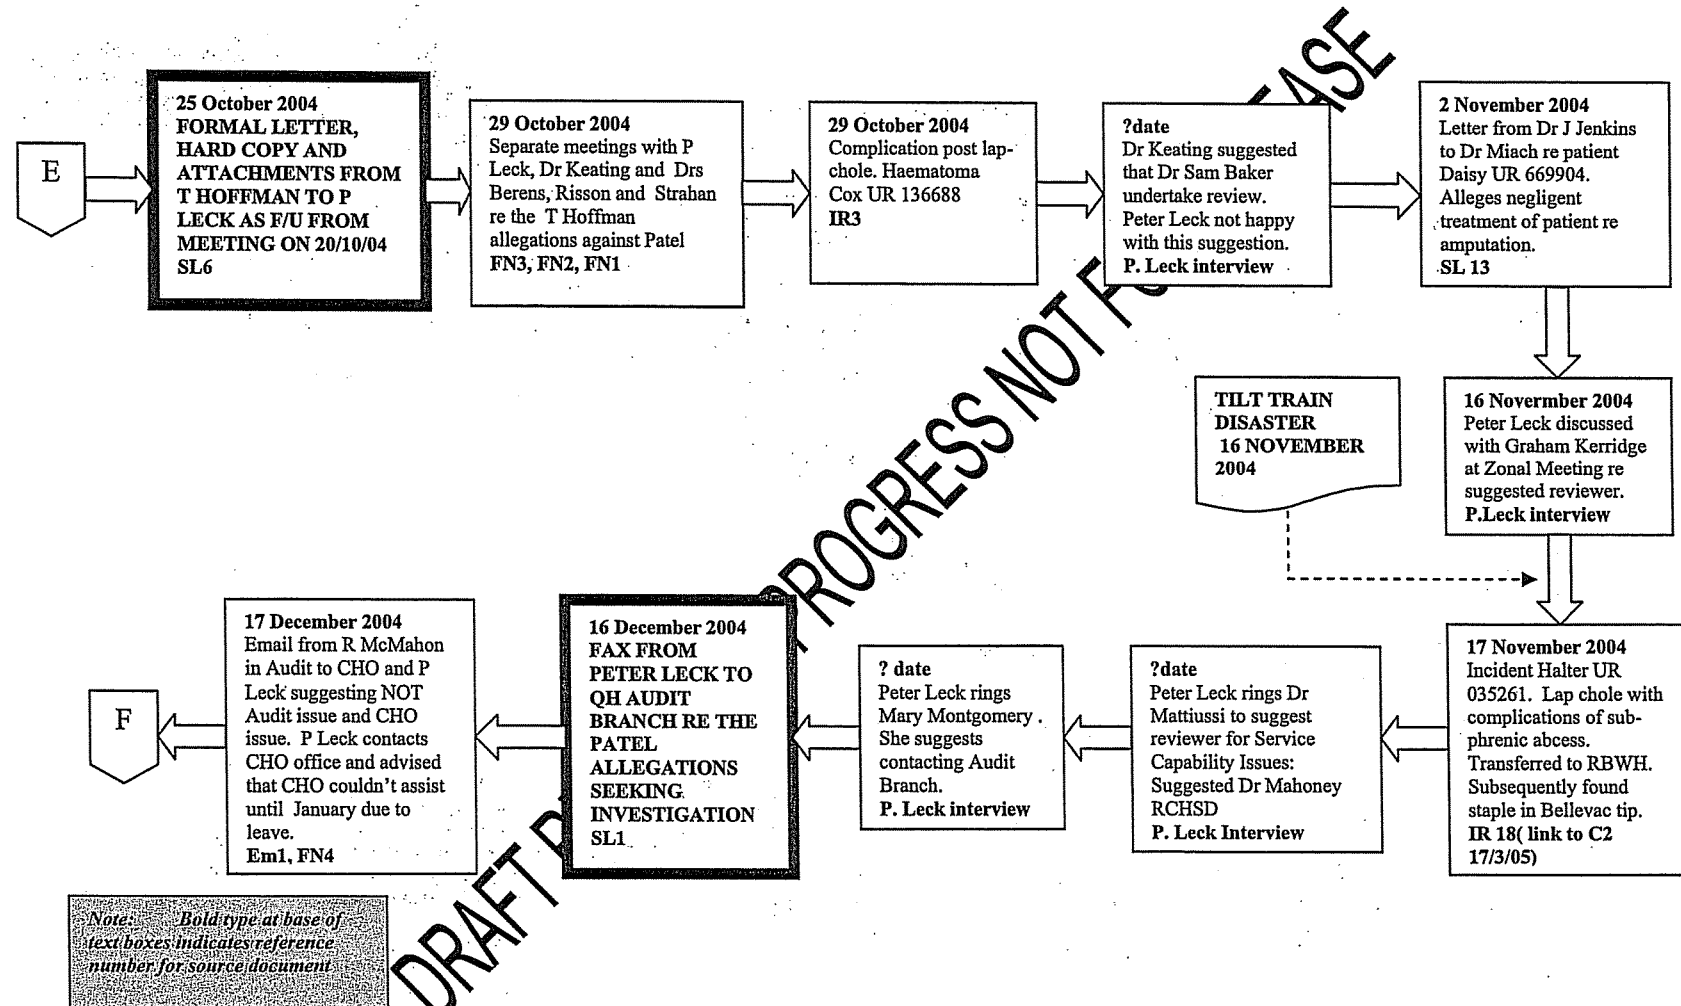 E
25 October 2004
FORMAL LETTER,
HARD COPY AND
ATTACHMENTS FROM
T HOFFMAN TO P
LECK AS F/U FROM
MEETING ON 20/10/04
SL6
29 October 2004
Separate meetings with P
Leck, Dr Keating and Drs
Berens, Risson and Strahan
re the T Hoffman
allegations against Patel
FN3, FN2, FN1
29 October 2004
Complication post lap-
chole. Haematoma
Cox UR 136688
IR3
?date
Dr Keating suggested
that Dr Sam Baker
undertake review.
Peter Leck not happy
with this suggestion.
P. Leck interview
2 November 2004
Letter from Dr J Jenkins
to Dr Miach re patient
Daisy UR 669904.
Alleges negligent
treatment of patient re
amputation.
SL 13
TILT TRAIN
DISASTER
16 NOVEMBER
2004
16 Novermber 2004
Peter Leck discussed
with Graham Kerridge
at Zonal Meeting re
suggested reviewer.
P.Leck interview
17 November 2004
Incident Halter UR
035261. Lap chole with
complications of sub-
phrenic abcess.
Transferred to RBWH.
Subsequently found
staple in Bellevac tip.
IR 18( link to C2
17/3/05)
?date
Peter Leck rings Dr
Mattiussi to suggest
reviewer for Service
Capability Issues:
Suggested Dr Mahoney
RCHSD
P. Leck Interview
? date
Peter Leck rings
Mary Montgomery .
She suggests
contacting Audit
Branch.
P. Leck interview
16 December 2004
FAX FROM
PETER LECK TO
QH AUDIT
BRANCH RE THE
PATEL
ALLEGATIONS
SEEKING
INVESTIGATION
SL1
17 December 2004
Email from R McMahon
in Audit to CHO and P
Leck suggesting NOT
Audit issue and CHO
issue. P Leck contacts
CHO office and advised
that CHO couldn't assist
until January due to
leave.
Em1, FN4
F
Note: Bold type at base of
text boxes indicates reference
number for source document
DRAFT PROGRESS NOT